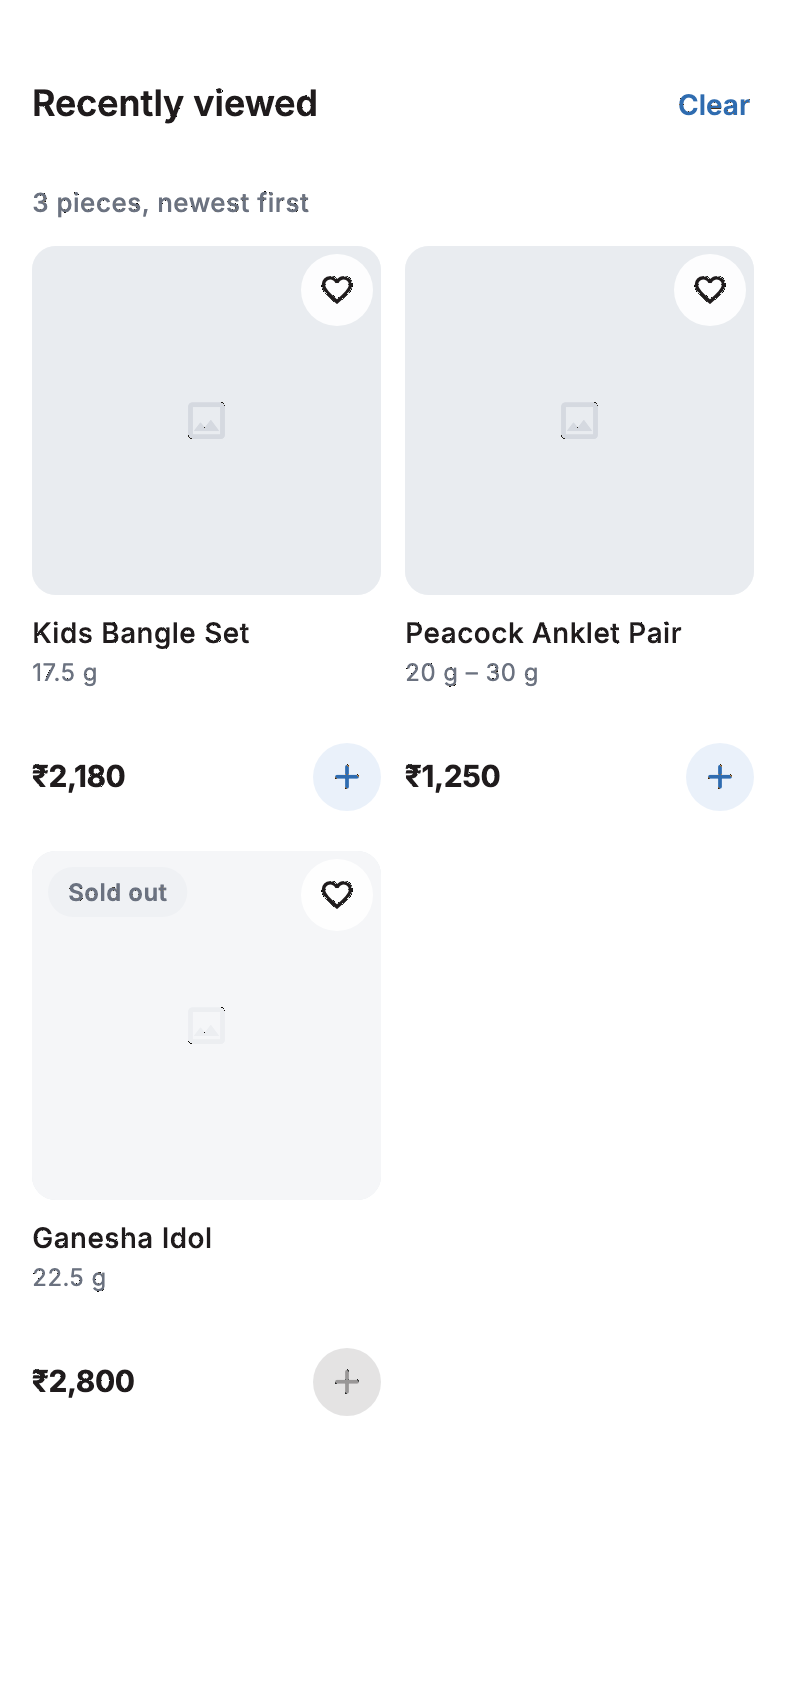 Recently viewed
Clear
3 pieces, newest first
Kids Bangle Set
17.5 g
₹2,180
Peacock Anklet Pair
20 g – 30 g
₹1,250
Sold out
Ganesha Idol
22.5 g
₹2,800